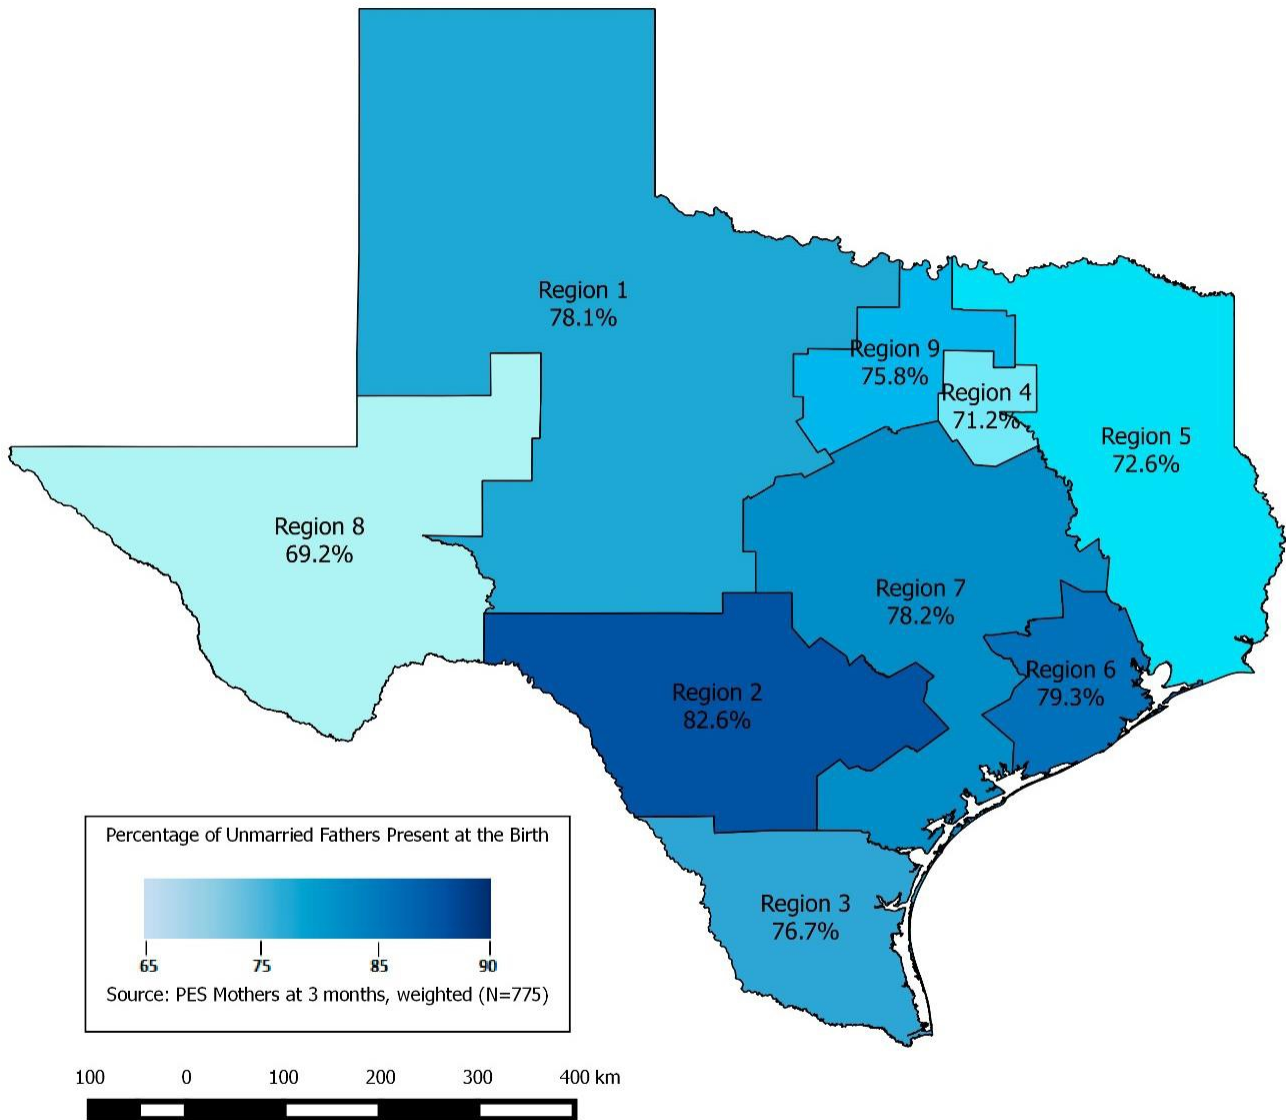 Region 1
78.1%
Region 9
75.8%
Region 4
71.2%
Region 5
72.6%
Region 8
69.2%
Region 7
78.2%
Region 6
79.3%
Region 2
82.6%
Region 3
76.7%
Percentage of Unmarried Fathers Present at the Birth
65 75 85 90
Source: PES Mothers at 3 months, weighted (N=775)
100 0 100 200 300 400 km